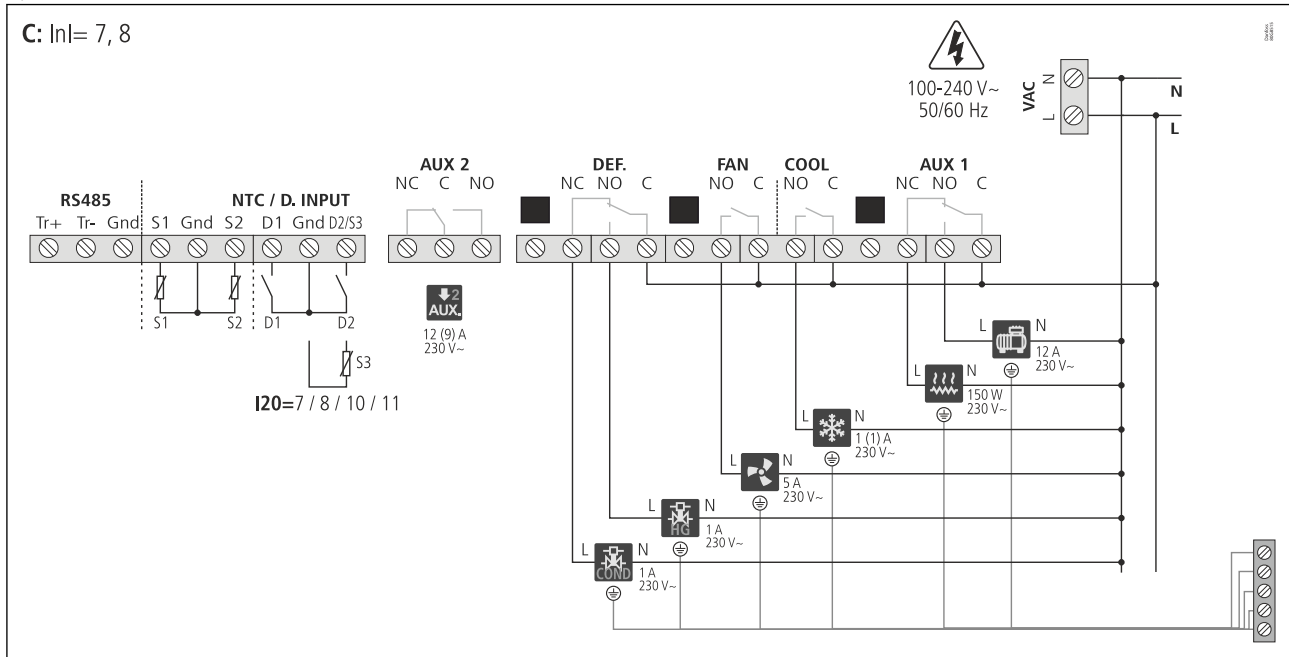 C: InI= 7, 8
100-240 V~
50/60 Hz
VAC
N
L
N
L
RS485
Tr+ Tr- Gnd
NTC / D. INPUT
S1 Gnd S2 D1 Gnd D2/S3
AUX 2
NC C NO
DEF.
NC NO C
FAN
NO C
COOL
NO C
AUX 1
NC NO C
S1 S2 D1 D2
S3
I20=7 / 8 / 10 / 11
2
AUX.
12 (9) A
230 V~
L N
12 A
230 V~
L N
150 W
230 V~
L N
1 (1) A
230 V~
L N
5 A
230 V~
L N
HG
1 A
230 V~
L N
COND
1 A
230 V~